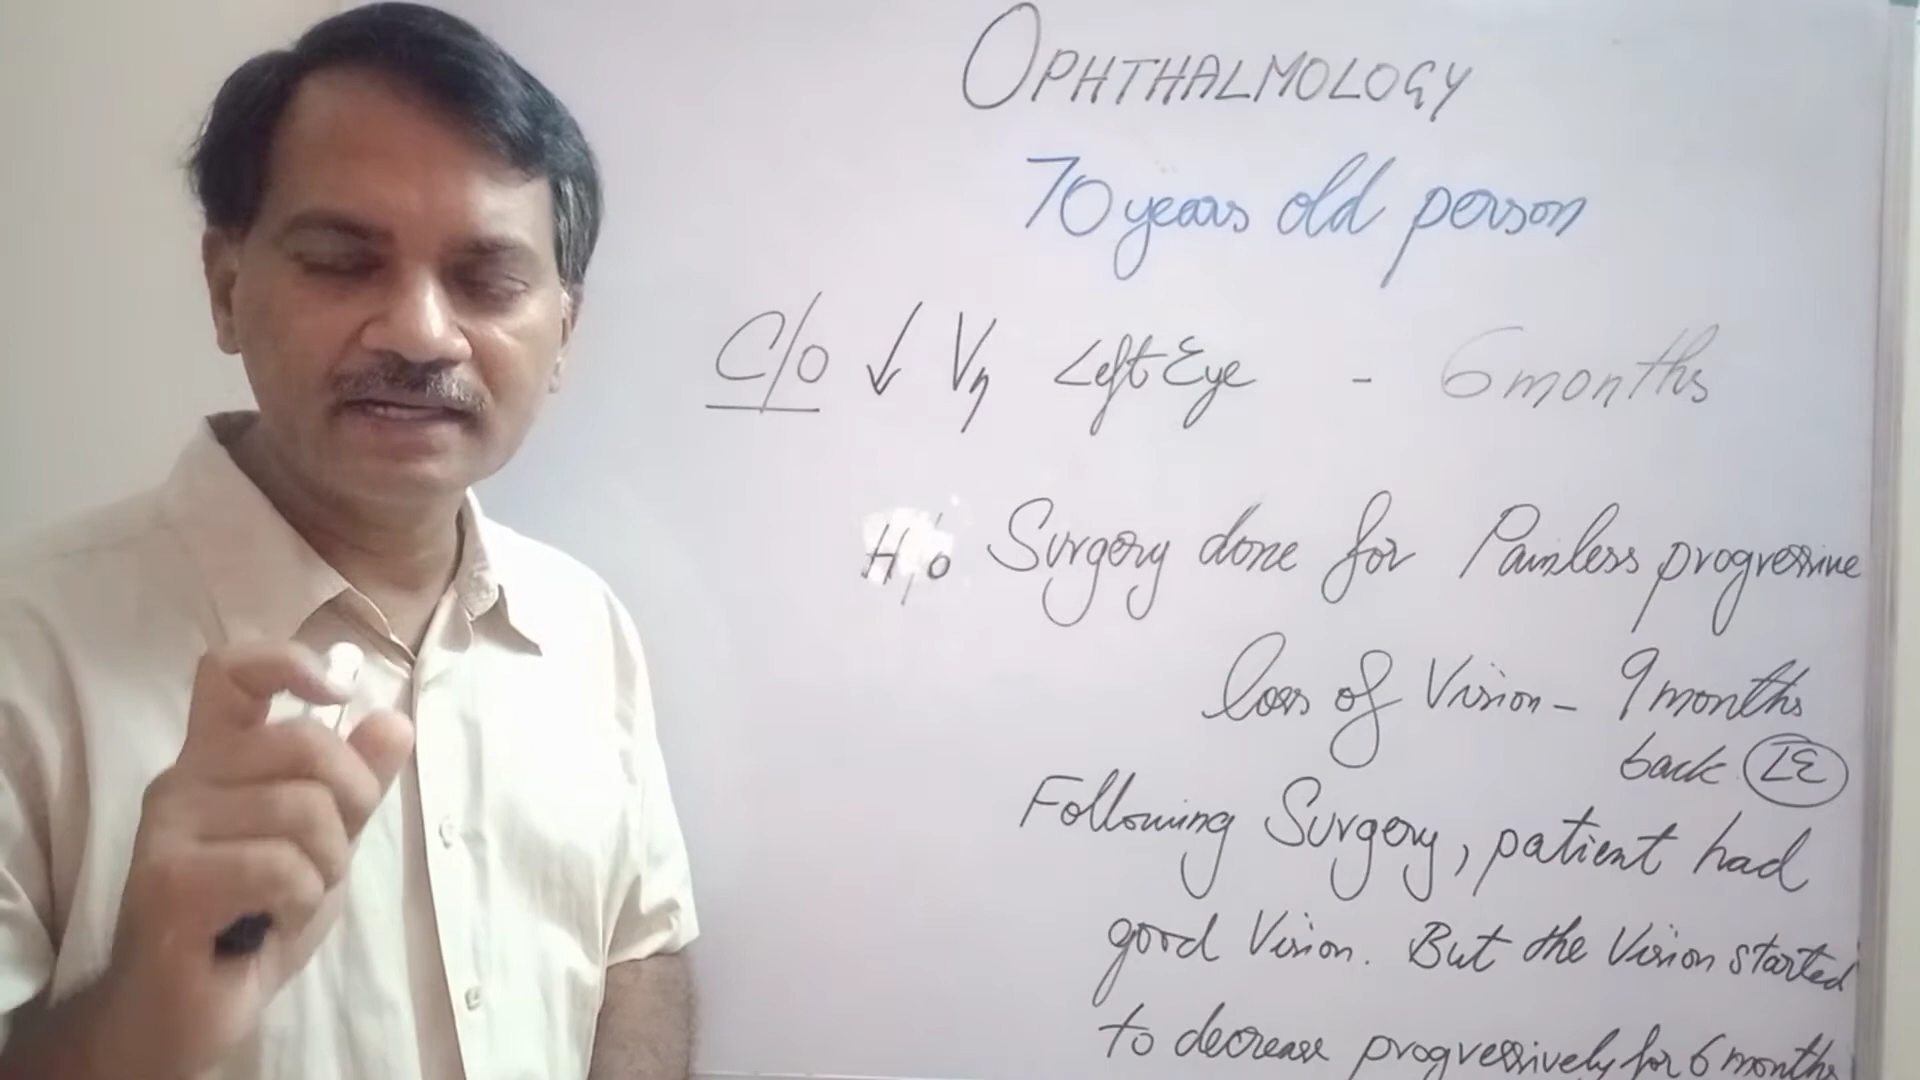 OPHTHALMOLOGY
70 years old person
C/o ↓ Vn Left Eye - 6 months
H/o Surgery done for Painless progressive
loss of Vision - 9 months
back LE
Following Surgery, patient had
good Vision. But the Vision started
to decrease progressively for 6 months